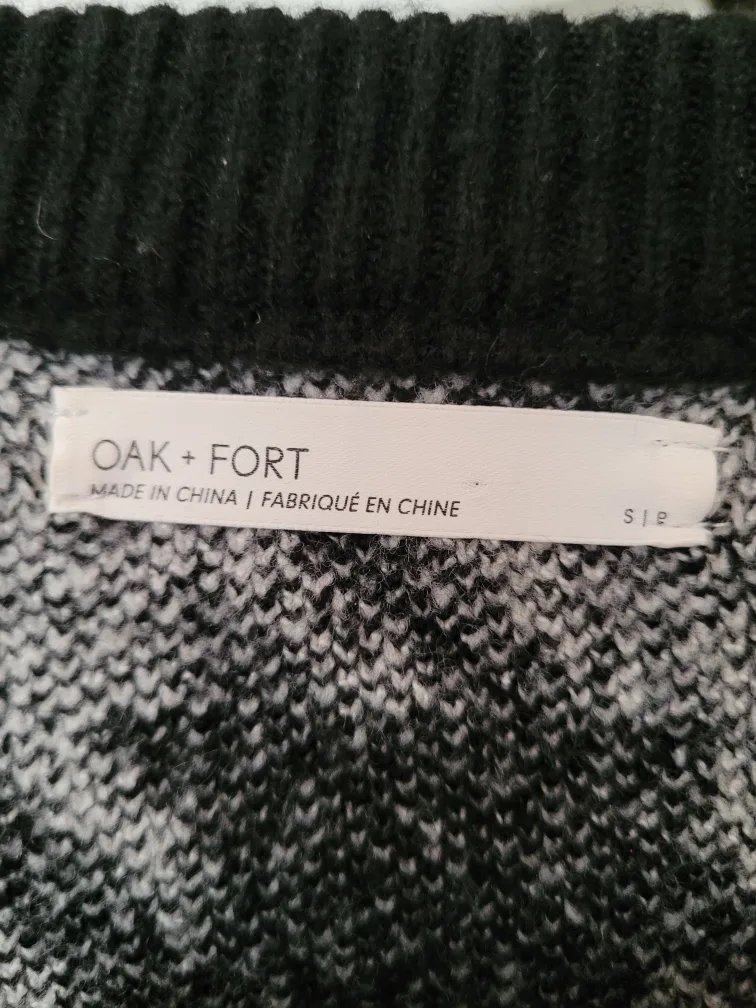 OAK + FORT
MADE IN CHINA | FABRIQUÉ EN CHINE
S | P